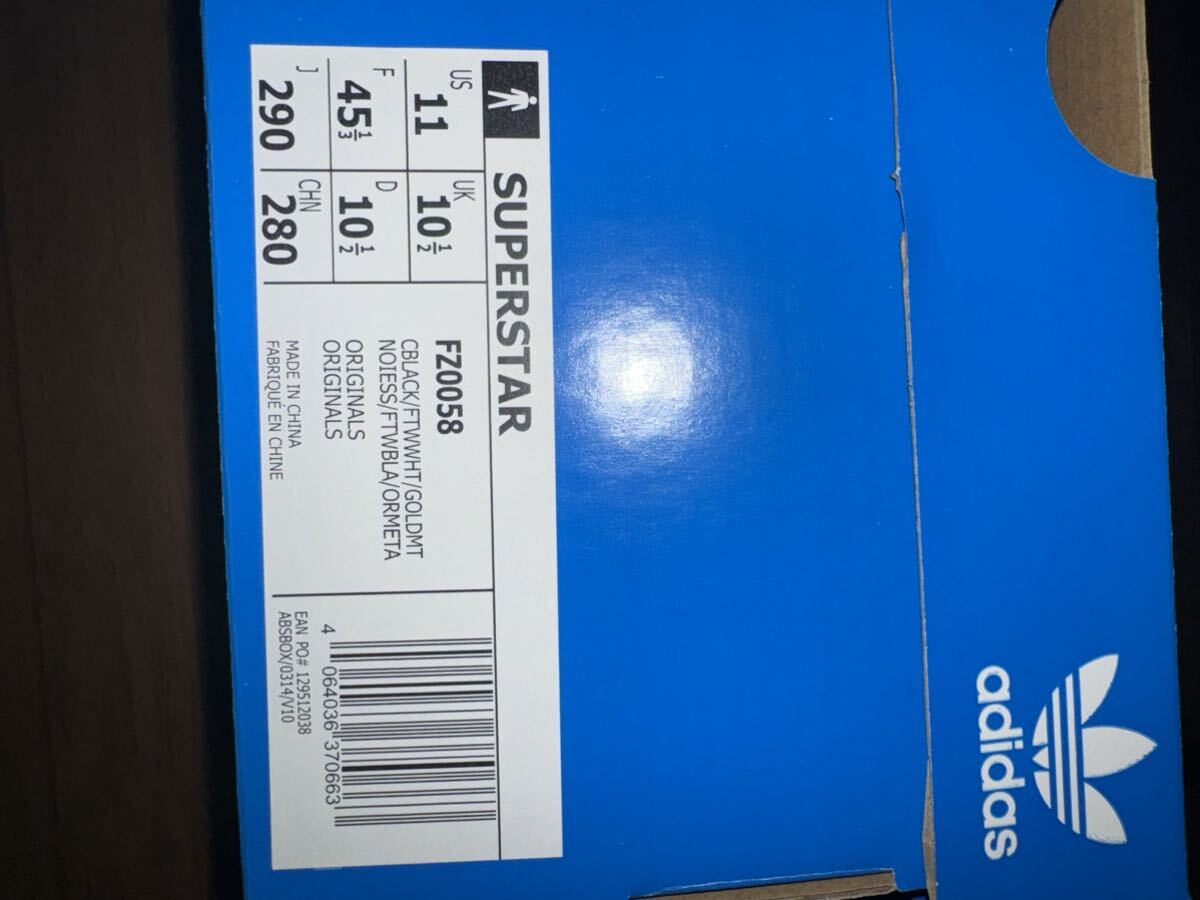 SUPERSTAR
US 11
UK 10 1/2
F 45 1/3
D 10 1/2
J 290
CHN 280
FZ0058
CBLACK/FTWWHT/GOLDMT
NOIESS/FTWBLA/ORMETA
ORIGINALS
ORIGINALS
MADE IN CHINA
FABRIQUÉ EN CHINE
4 064036 370663
EAN PO# 129512038
ABSBOX/0314/V10
adidas